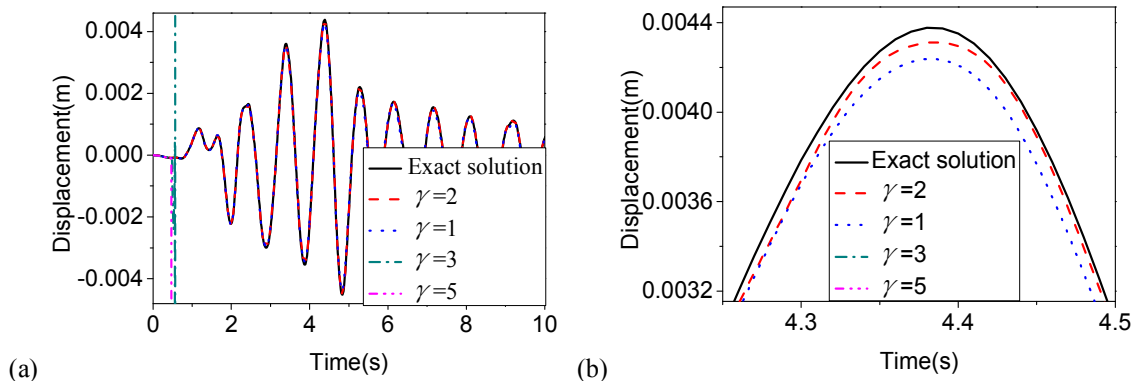 0.004
0.002
0.000
-0.002
-0.004
Displacement(m)
Exact solution
γ=2
γ=1
γ=3
γ=5
0 2 4 6 8 10
Time(s)
(a)
0.0044
0.0040
0.0036
0.0032
Displacement(m)
Exact solution
γ=2
γ=1
γ=3
γ=5
4.3 4.4 4.5
Time(s)
(b)